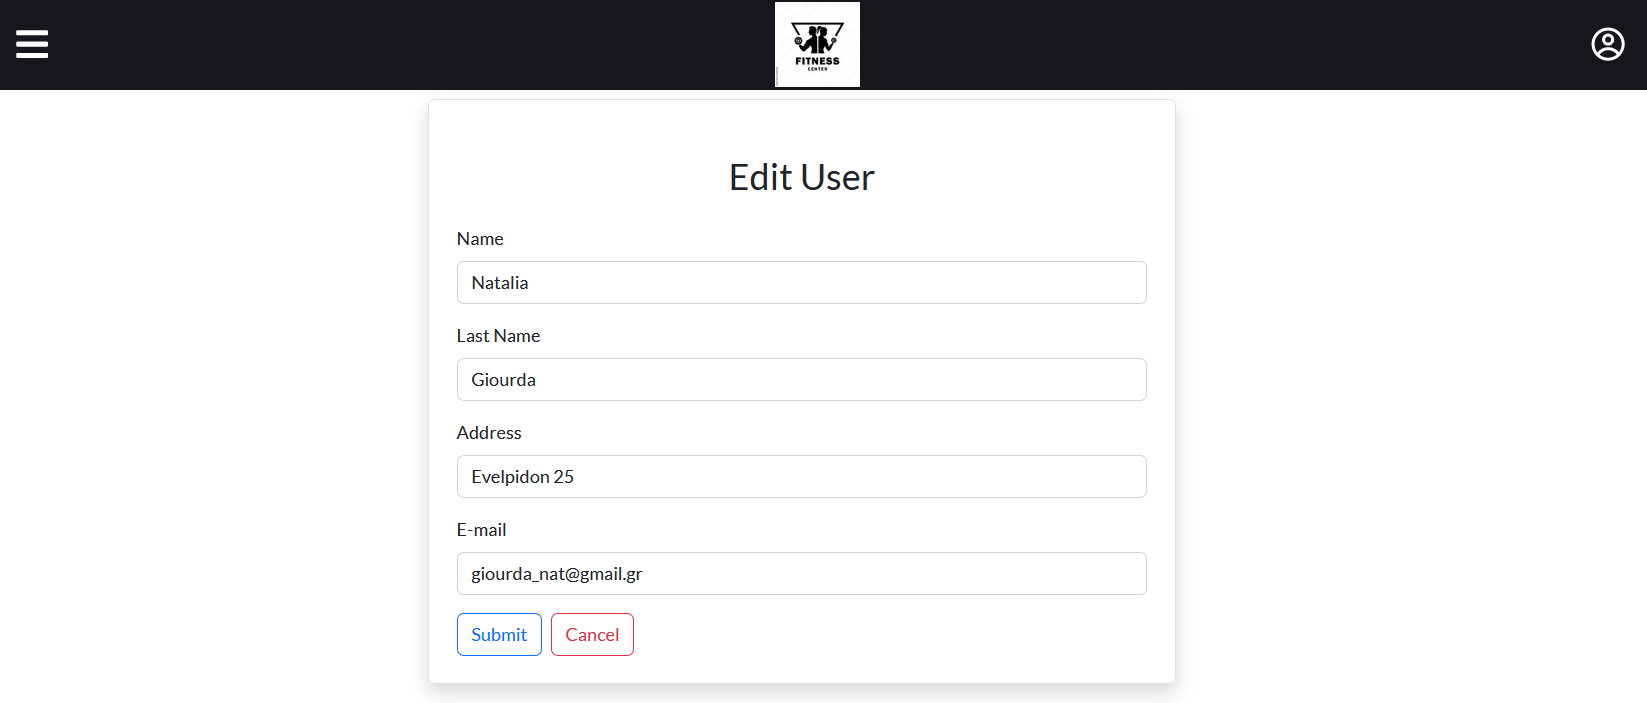 FITNESS
CENTER
Edit User
Name
Natalia
Last Name
Giourda
Address
Evelpidon 25
E-mail
giourda_nat@gmail.gr
Submit Cancel